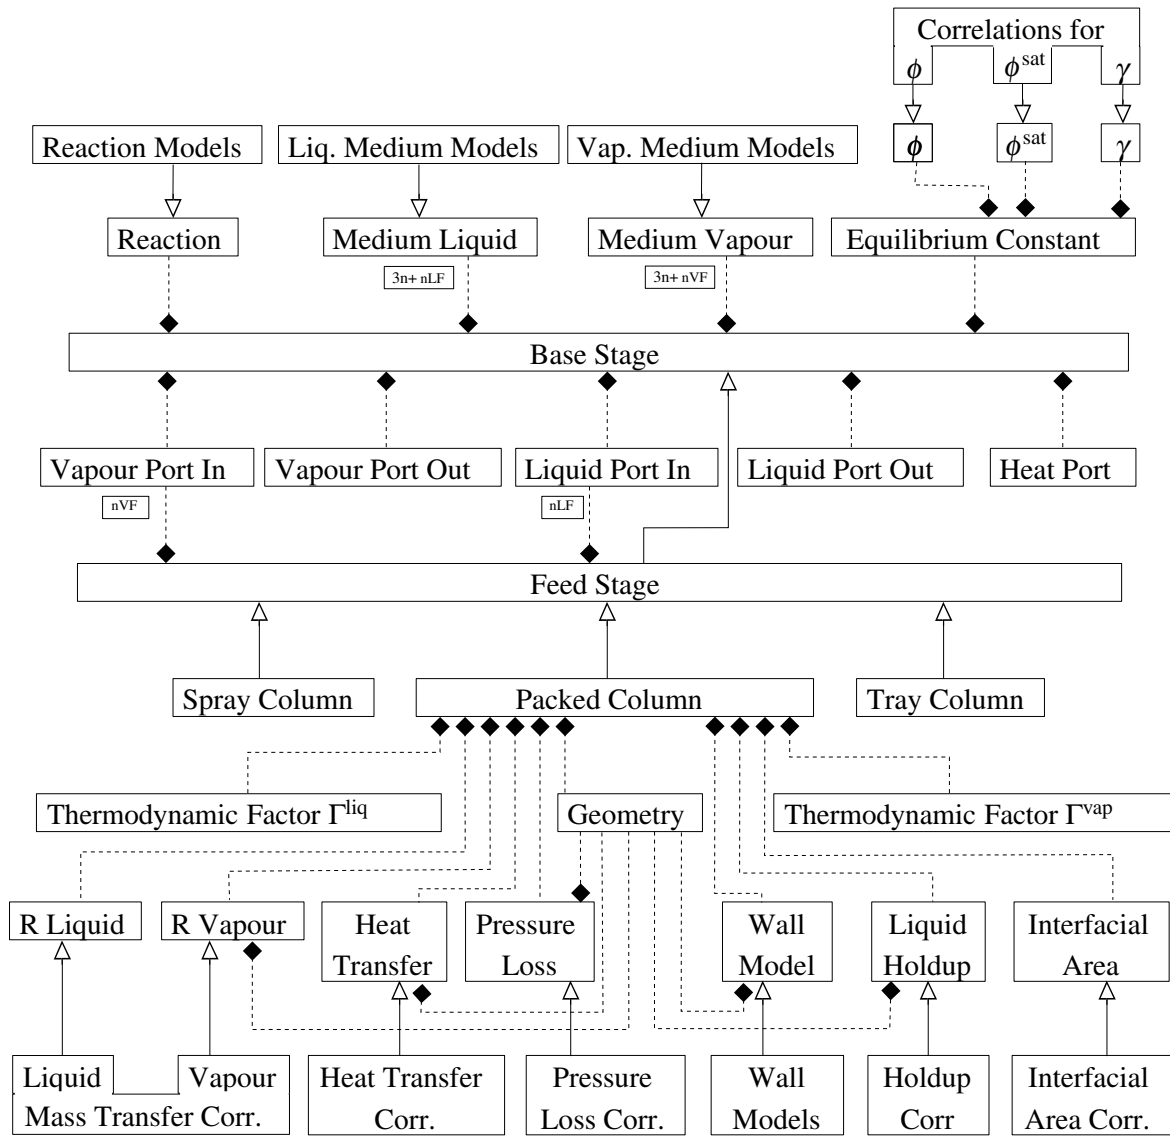 Correlations for
ϕ ϕ^sat γ
ϕ ϕ^sat γ
Reaction Models Liq. Medium Models Vap. Medium Models
Reaction Medium Liquid Medium Vapour Equilibrium Constant
3n+ nLF 3n+ nVF
Base Stage
Vapour Port In Vapour Port Out Liquid Port In Liquid Port Out Heat Port
nVF nLF
Feed Stage
Spray Column Packed Column Tray Column
Thermodynamic Factor Γ^liq Geometry Thermodynamic Factor Γ^vap
R Liquid R Vapour Heat Pressure Wall Liquid Interfacial
Transfer Loss Model Holdup Area
Liquid Vapour Heat Transfer Pressure Wall Holdup Interfacial
Mass Transfer Corr. Corr. Loss Corr. Models Corr Area Corr.